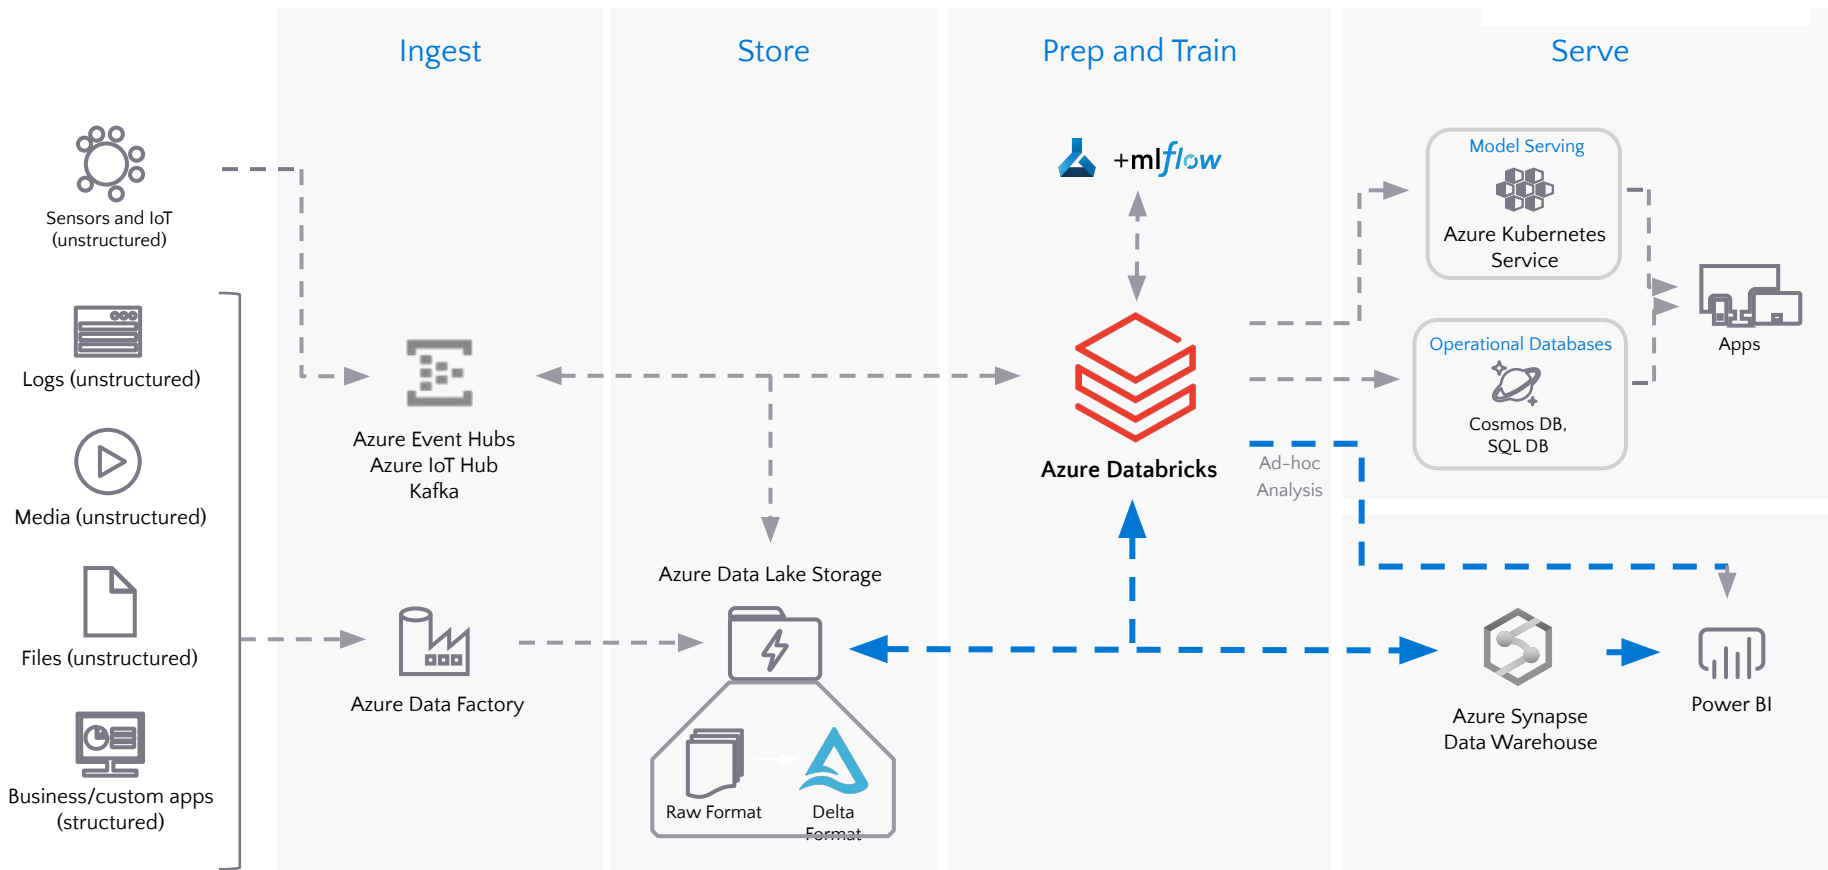 Ingest
Store
Prep and Train
Serve
Sensors and IoT
(unstructured)
Logs (unstructured)
Media (unstructured)
Files (unstructured)
Business/custom apps
(structured)
Azure Event Hubs
Azure IoT Hub
Kafka
Azure Data Factory
Azure Data Lake Storage
Raw Format
Delta
Format
+mlflow
Azure Databricks
Ad-hoc
Analysis
Model Serving
Azure Kubernetes
Service
Operational Databases
Cosmos DB,
SQL DB
Apps
Azure Synapse
Data Warehouse
Power BI